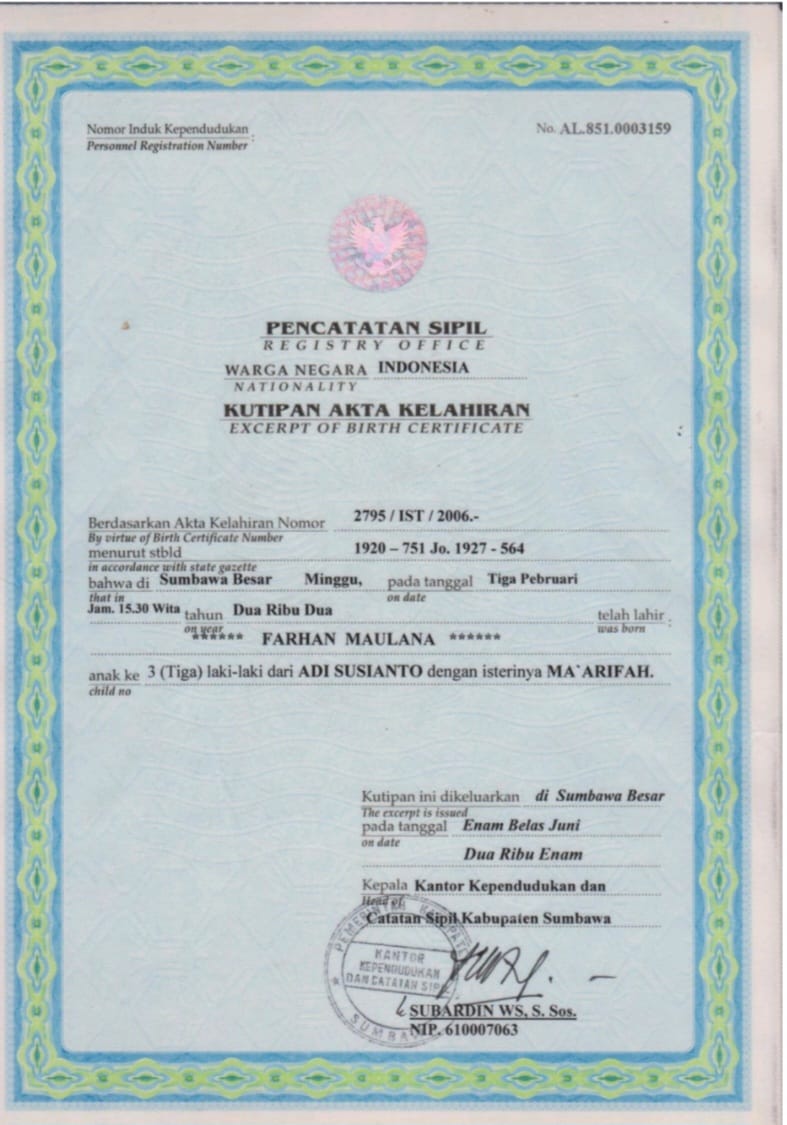 Nomor Induk Kependudukan :
Personnel Registration Number
No. AL.851.0003159
PENCATATAN SIPIL
REGISTRY OFFICE
WARGA NEGARA INDONESIA
NATIONALITY
KUTIPAN AKTA KELAHIRAN
EXCERPT OF BIRTH CERTIFICATE
Berdasarkan Akta Kelahiran Nomor 2795 / IST / 2006.-
By virtue of Birth Certificate Number
menurut stbld 1920 – 751 Jo. 1927 - 564
in accordance with state gazette
bahwa di Sumbawa Besar Minggu, pada tanggal Tiga Pebruari
that in on date
Jam. 15.30 Wita tahun Dua Ribu Dua telah lahir :
on year was born
****** FARHAN MAULANA ******
anak ke 3 (Tiga) laki-laki dari ADI SUSIANTO dengan isterinya MA`ARIFAH.
child no
Kutipan ini dikeluarkan di Sumbawa Besar
The excerpt is issued
pada tanggal Enam Belas Juni
on date
Dua Ribu Enam
Kepala Kantor Kependudukan dan
Head of
Catatan Sipil Kabupaten Sumbawa
PEMERINTAH KABUPATEN
KANTOR
KEPENDUDUKAN
DAN CATATAN SIPIL
SUMBAWA
SUBARDIN WS, S. Sos.
NIP. 610007063